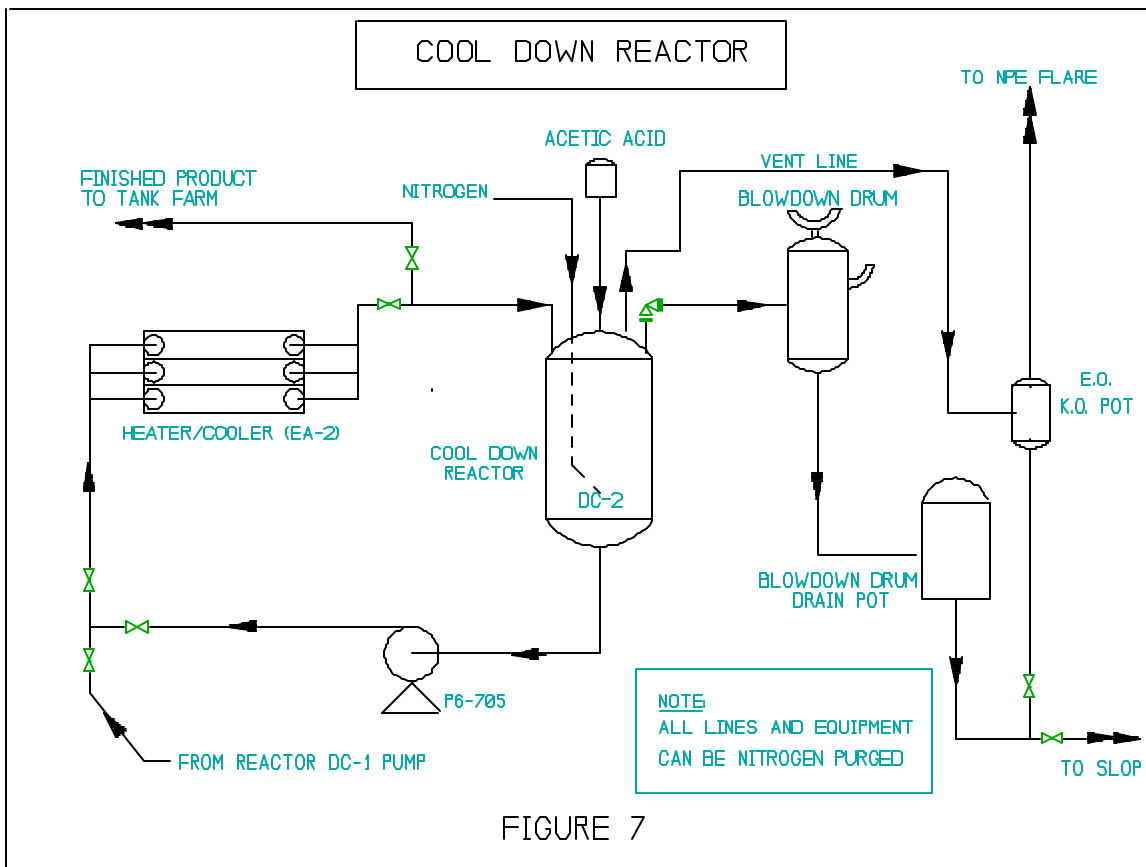 COOL DOWN REACTOR
TO NPE FLARE
ACETIC ACID
VENT LINE
FINISHED PRODUCT
TO TANK FARM
NITROGEN
BLOWDOWN DRUM
E.O.
K.O. POT
HEATER/COOLER (EA-2)
COOL DOWN
REACTOR
DC-2
BLOWDOWN DRUM
DRAIN POT
P6-705
NOTE:
ALL LINES AND EQUIPMENT
CAN BE NITROGEN PURGED
FROM REACTOR DC-1 PUMP
TO SLOP
FIGURE 7